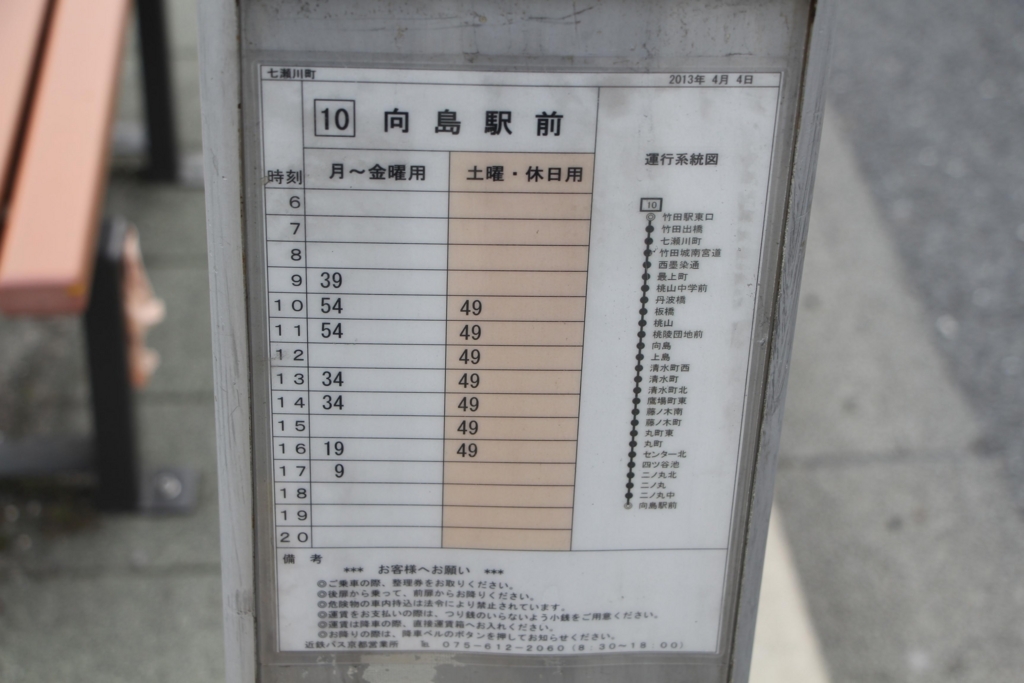 七瀬川町 2013年 4月 4日
10 向島駅前
時刻 月～金曜用 土曜・休日用
6
7
8
9 39
10 54 49
11 54 49
12 49
13 34 49
14 34 49
15 49
16 19 49
17 9
18
19
20
運行系統図
10
竹田駅東口
竹田出橋
七瀬川町
竹田城南宮道
西墨染通
最上町
桃山中学前
丹波橋
板橋
桃山
桃陵団地前
向島
上島
清水町西
清水町
清水町北
鷹場町東
藤ノ木南
藤ノ木町
丸町東
丸町
センター北
四ツ谷池
二ノ丸北
二ノ丸
二ノ丸中
向島駅前
備考
*** お客様へお願い ***
◎ご乗車の際、整理券をお取りください。
◎後扉から乗って、前扉からお降りください。
◎危険物の車内持込は法令により禁止されています。
◎運賃をお支払いの際は、つり銭のいらないよう小銭をご用意ください。
◎運賃は降車の際、直接運賃箱へお入れください。
◎お降りの際は、降車ベルのボタンを押してお知らせください。
近鉄バス京都営業所 ℡ 075-612-2060(8:30～18:00)